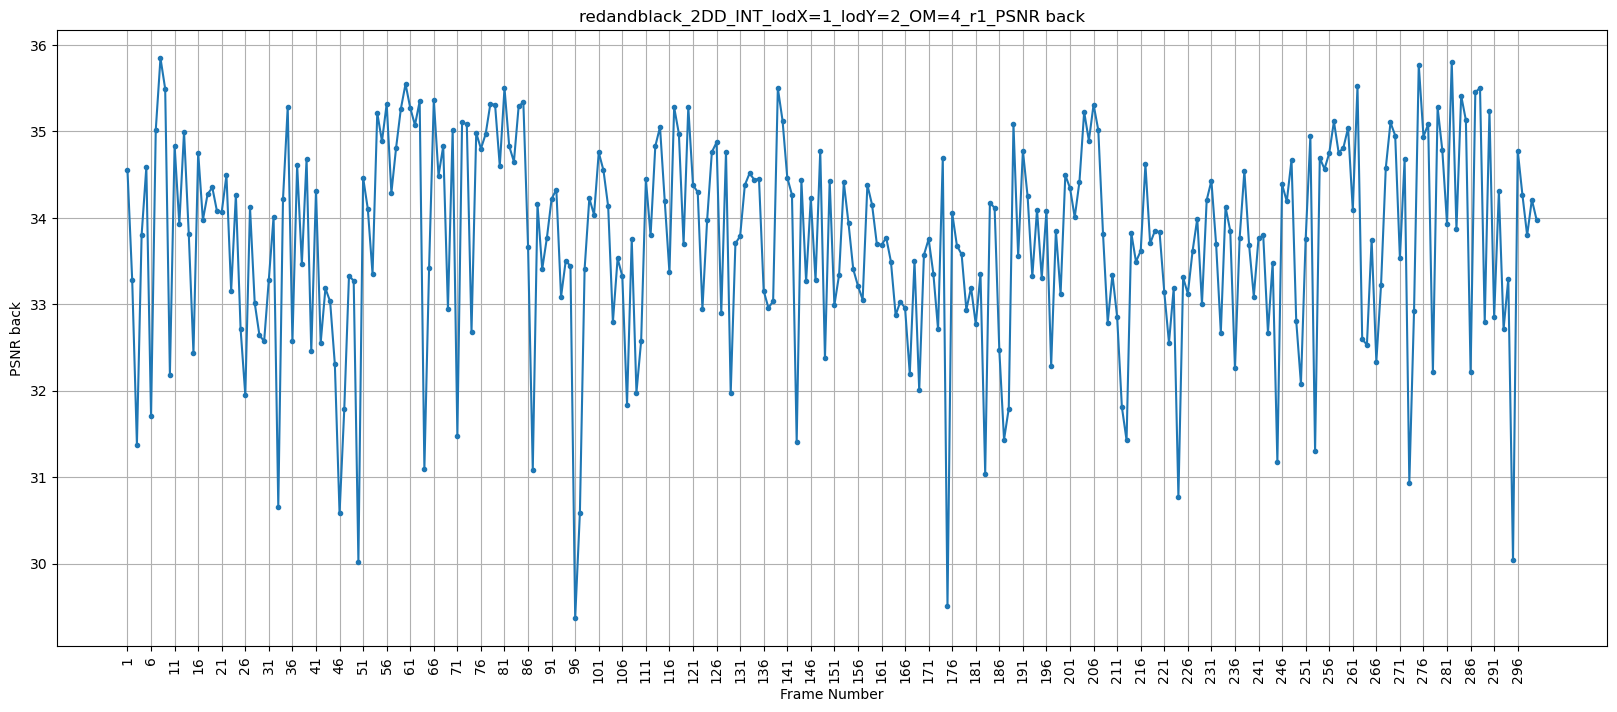 redandblack_2DD_INT_lodX=1_lodY=2_OM=4_r1_PSNR back
36
35
34
33
32
31
30
PSNR back
1 6 11 16 21 26 31 36 41 46 51 56 61 66 71 76 81 86 91 96 101 106 111 116 121 126 131 136 141 146 151 156 161 166 171 176 181 186 191 196 201 206 211 216 221 226 231 236 241 246 251 256 261 266 271 276 281 286 291 296
Frame Number